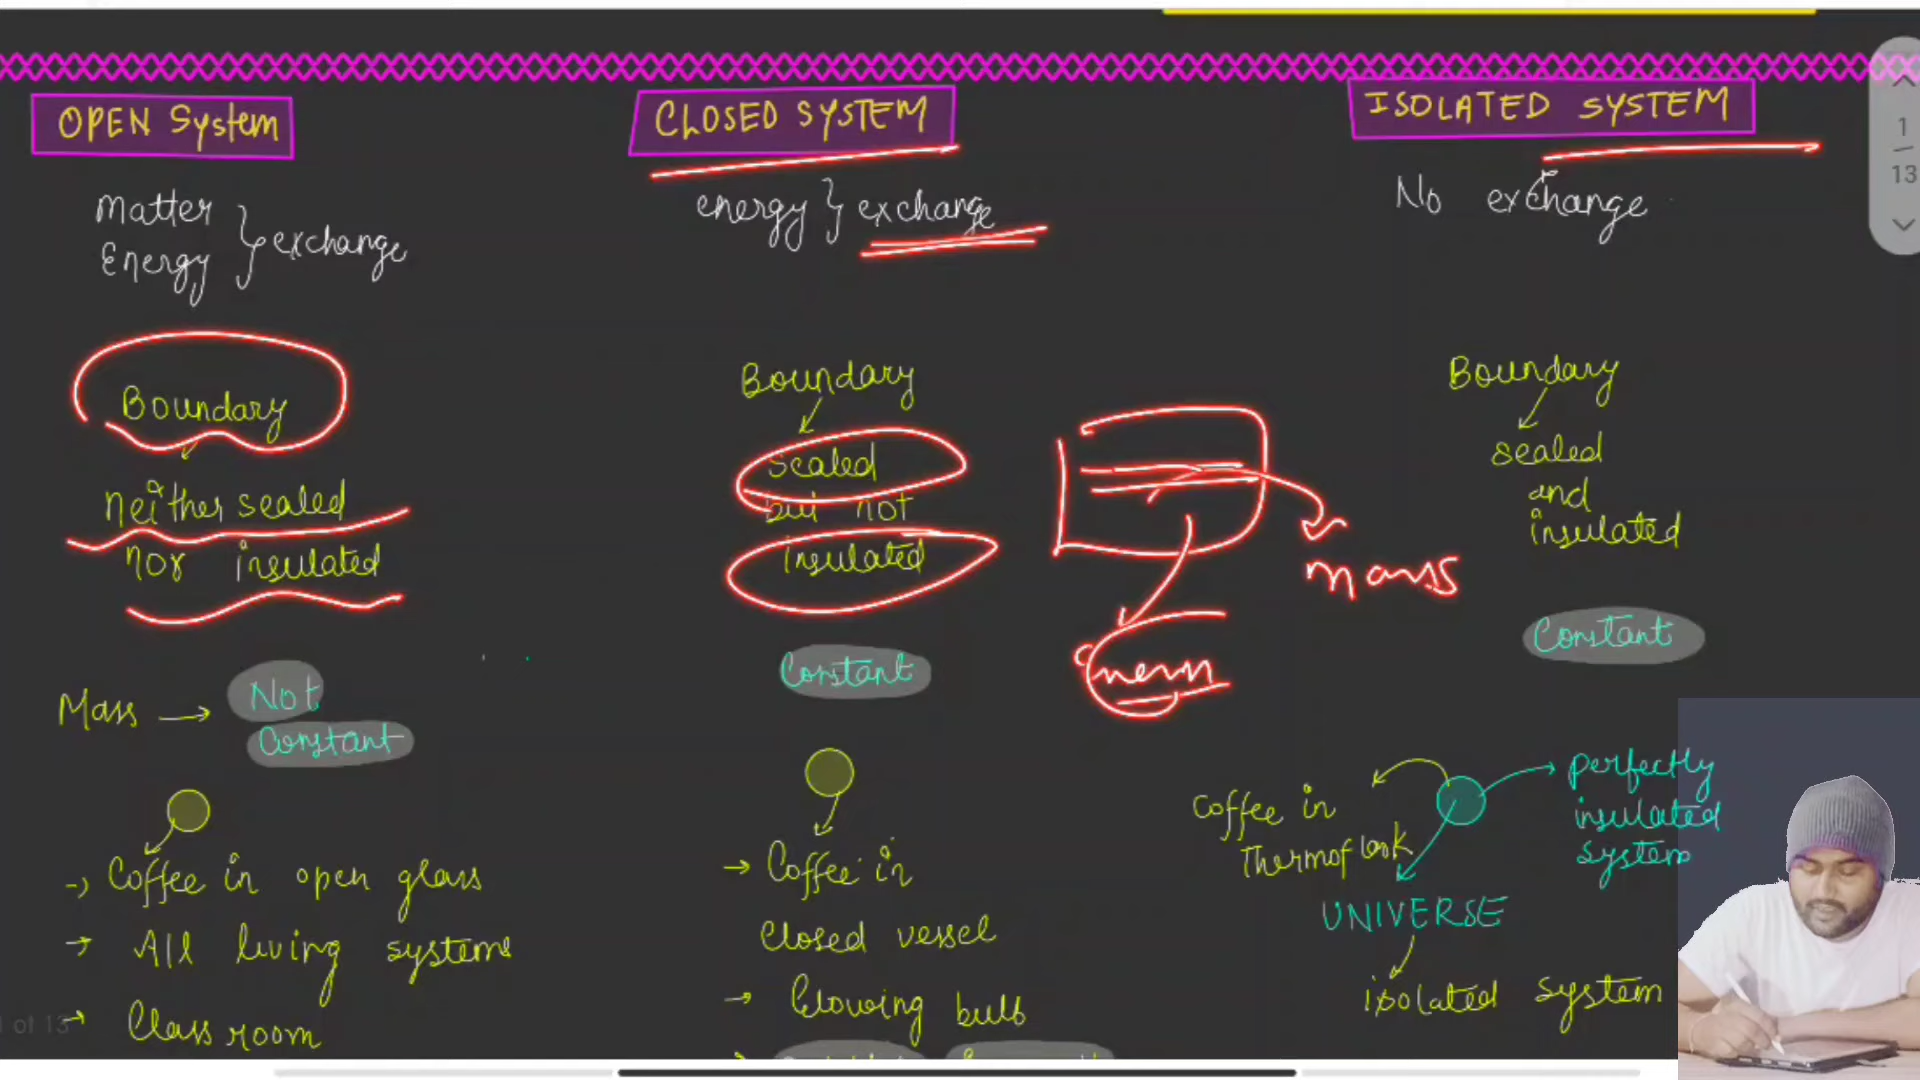 OPEN System
Matter
Energy } exchange
Boundary
neither sealed
nor insulated
Mass → Not
Constant
→ Coffee in open glass
→ All living systems
→ Class room
of 13
CLOSED SYSTEM
energy } exchange
Boundary
sealed
but not
insulated
mass
Constant
→ Coffee in
closed vessel
→ Glowing bulb
ISOLATED SYSTEM
No exchange
Boundary
sealed
and
insulated
Constant
perfectly
insulated
system
Coffee in
Thermoflask
UNIVERSE
isolated system
1
13